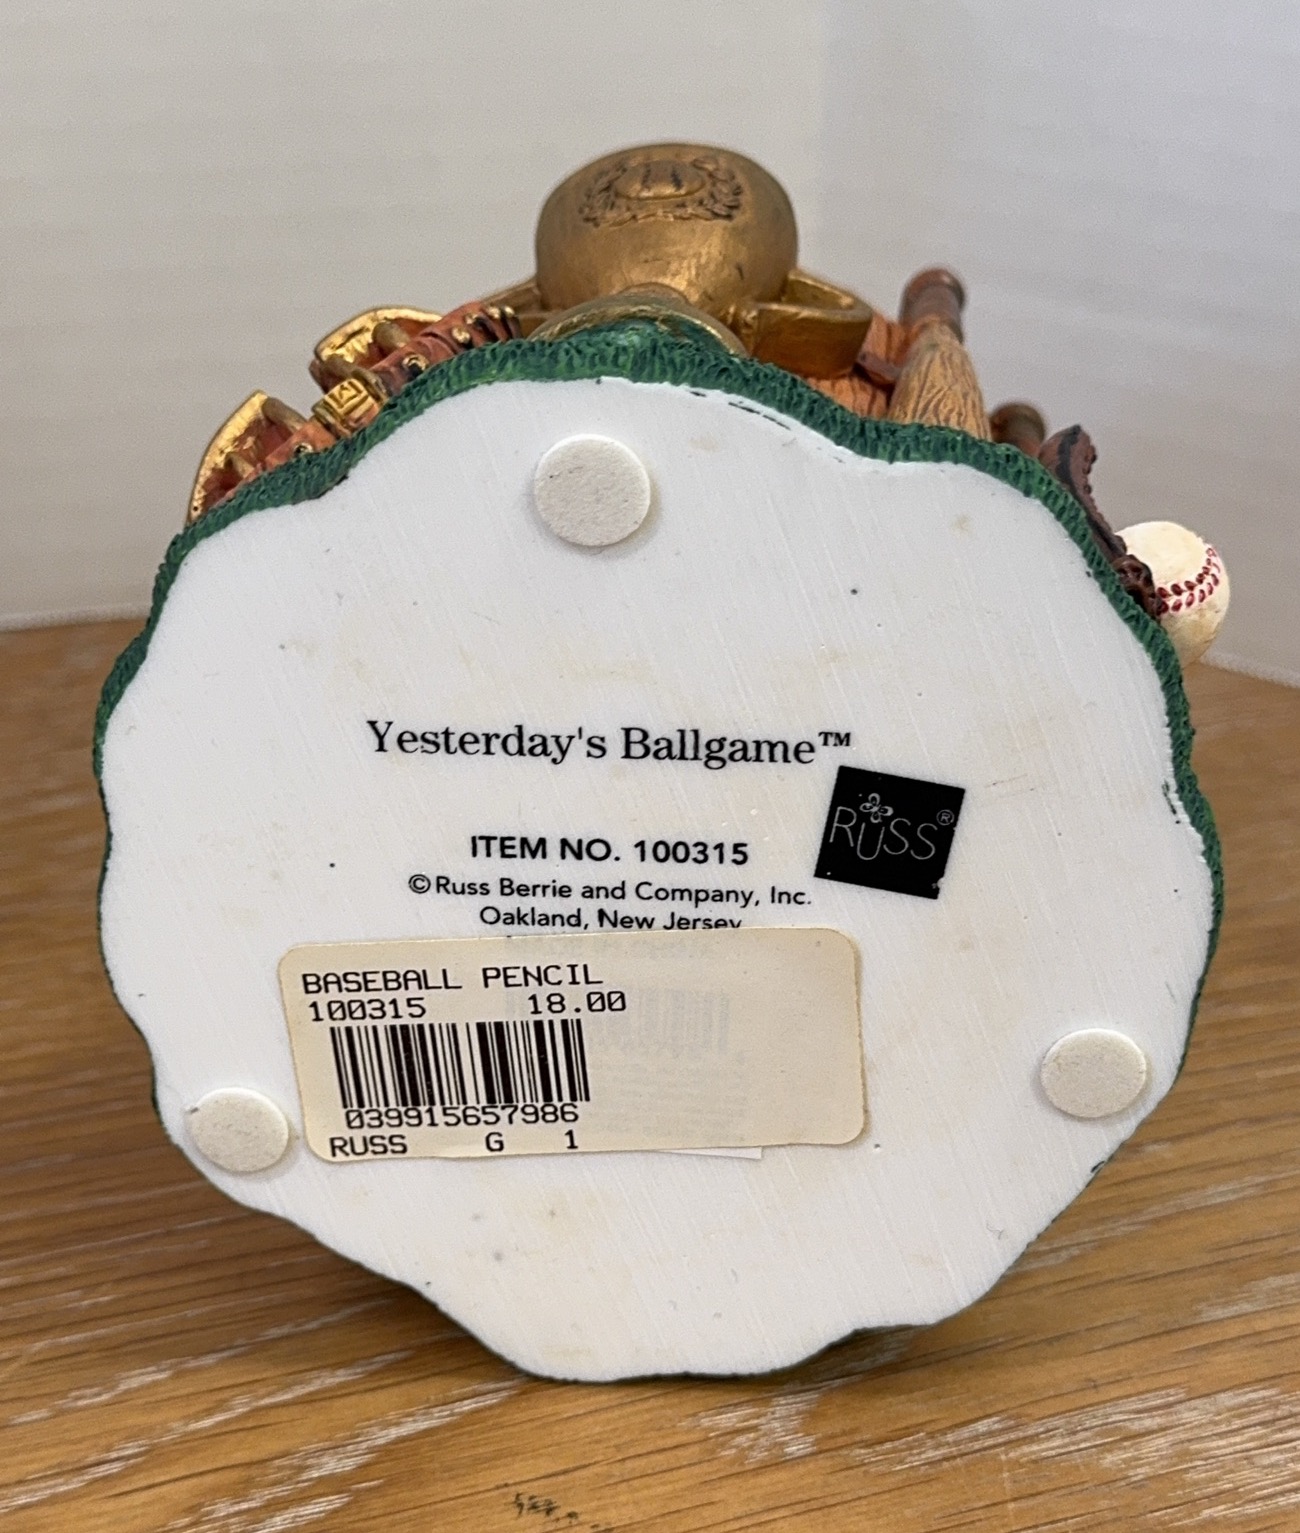 Yesterday's Ballgame™
RUSS®
ITEM NO. 100315
©Russ Berrie and Company, Inc.
Oakland, New Jersey
BASEBALL PENCIL
100315 18.00
039915657986
RUSS G 1